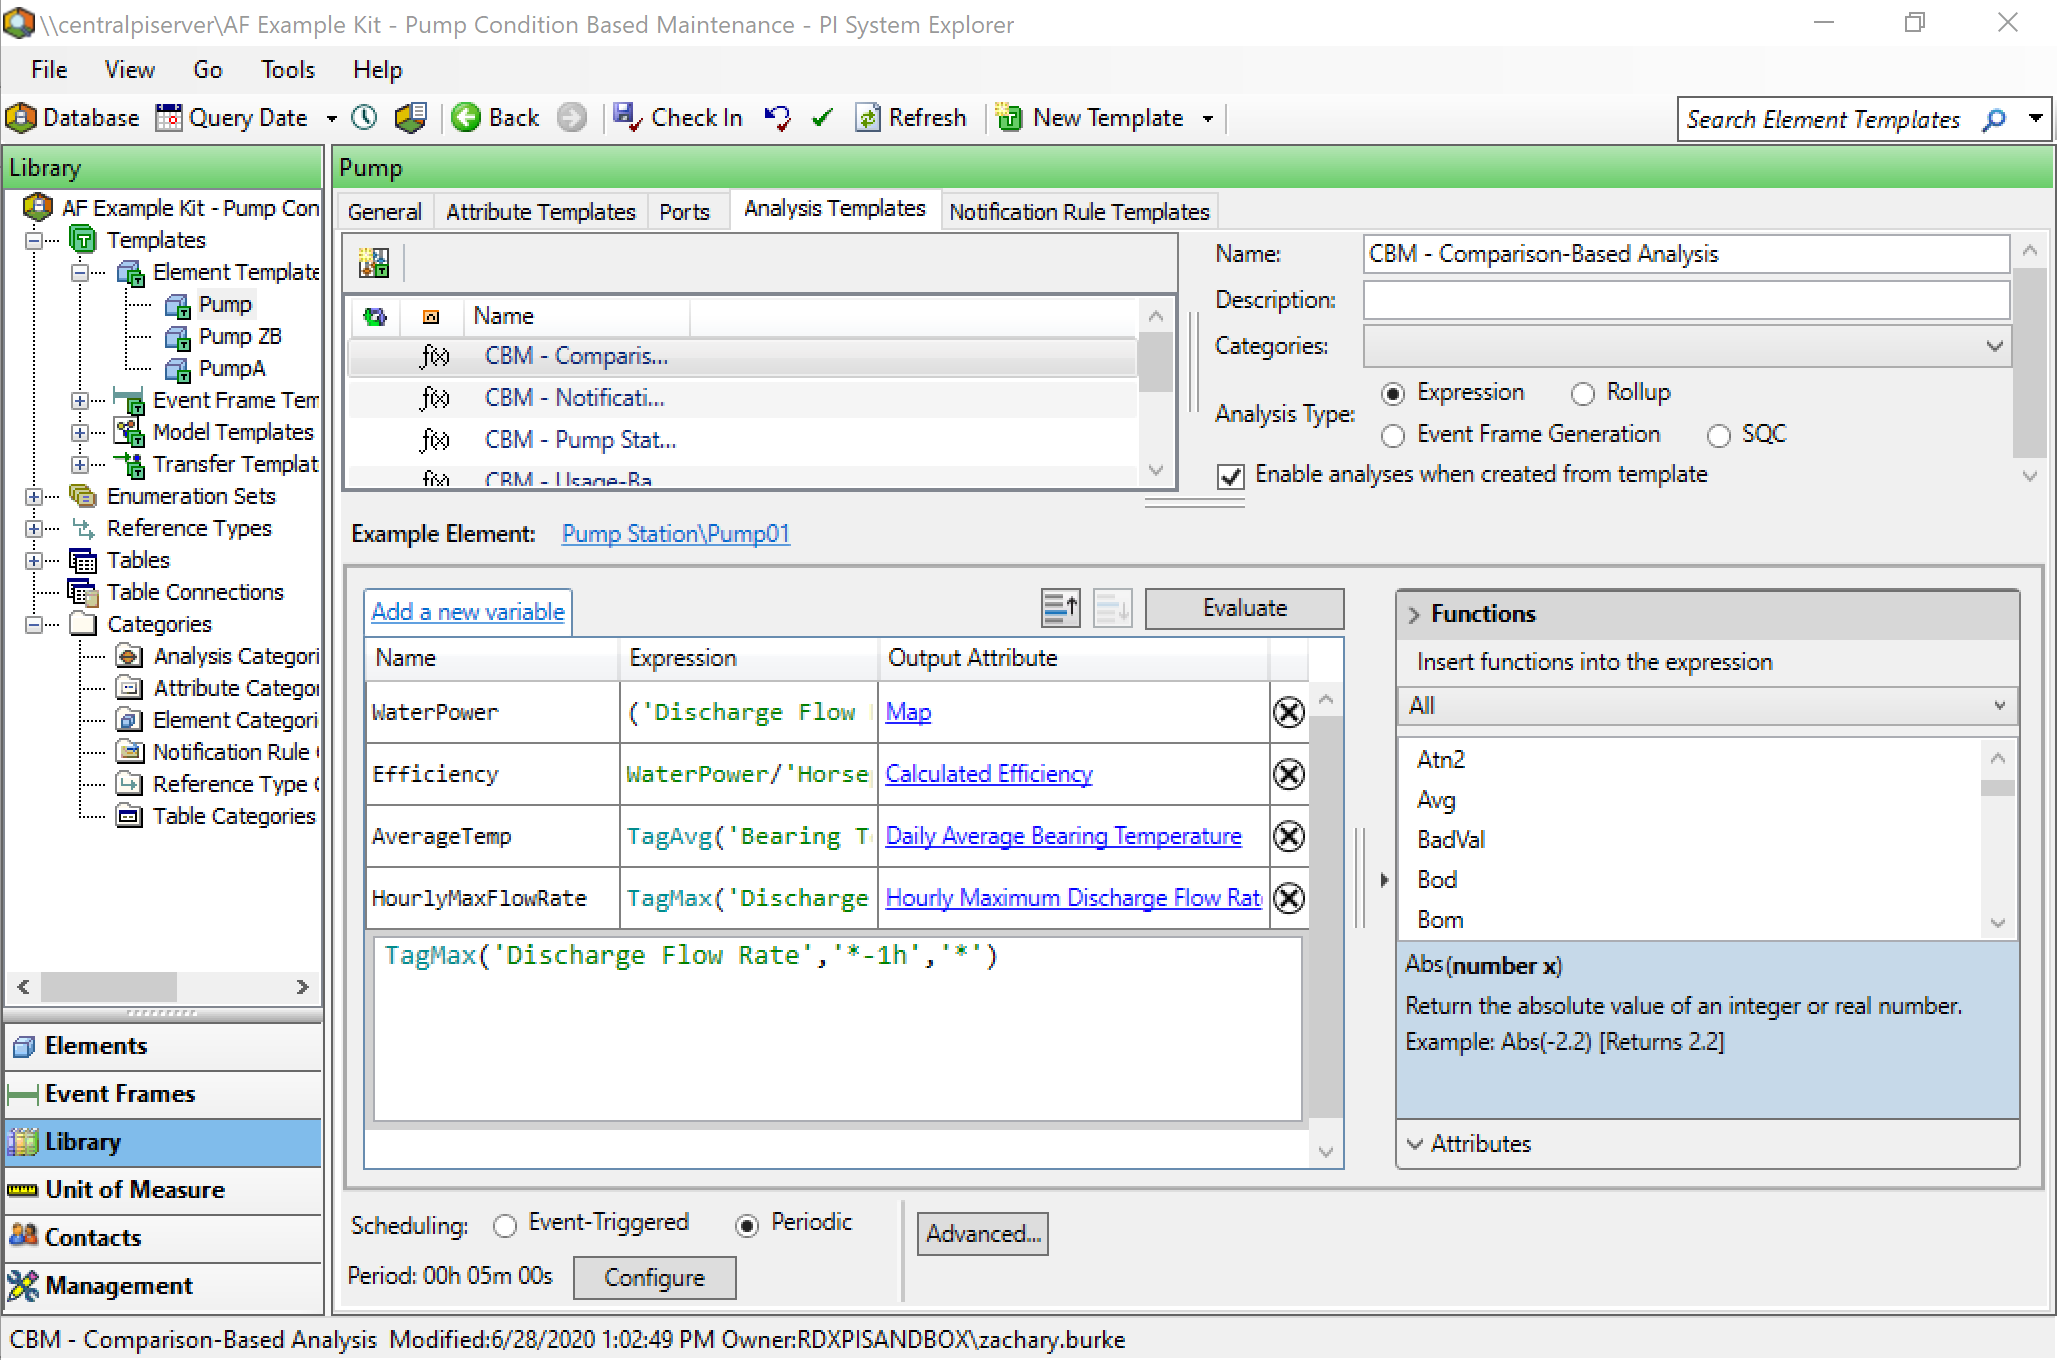 \\centralpiserver\AF Example Kit - Pump Condition Based Maintenance - PI System Explorer
File View Go Tools Help
Database Query Date Back Check In Refresh New Template Search Element Templates
Library
AF Example Kit - Pump Con
Templates
Element Template
Pump
Pump ZB
PumpA
Event Frame Tem
Model Templates
Transfer Templat
Enumeration Sets
Reference Types
Tables
Table Connections
Categories
Analysis Categori
Attribute Catego
Element Categori
Notification Rule
Reference Type
Table Categories
Elements
Event Frames
Library
Unit of Measure
Contacts
Management
Pump
General Attribute Templates Ports Analysis Templates Notification Rule Templates
Name
f(x) CBM - Comparis...
f(x) CBM - Notificati...
f(x) CBM - Pump Stat...
f(x) CBM - Usage-Ba
Name: CBM - Comparison-Based Analysis
Description:
Categories:
Analysis Type: Expression Rollup
Event Frame Generation SQC
Enable analyses when created from template
Example Element: Pump Station\Pump01
Add a new variable Evaluate
Name Expression Output Attribute
WaterPower ('Discharge Flow Map
Efficiency WaterPower/'Horse Calculated Efficiency
AverageTemp TagAvg('Bearing T Daily Average Bearing Temperature
HourlyMaxFlowRate TagMax('Discharge Hourly Maximum Discharge Flow Rat
TagMax('Discharge Flow Rate','*-1h','*')
Functions
Insert functions into the expression
All
Atn2
Avg
BadVal
Bod
Bom
Abs(number x)
Return the absolute value of an integer or real number.
Example: Abs(-2.2) [Returns 2.2]
Attributes
Scheduling: Event-Triggered Periodic Advanced...
Period: 00h 05m 00s Configure
CBM - Comparison-Based Analysis Modified:6/28/2020 1:02:49 PM Owner:RDXPISANDBOX\zachary.burke